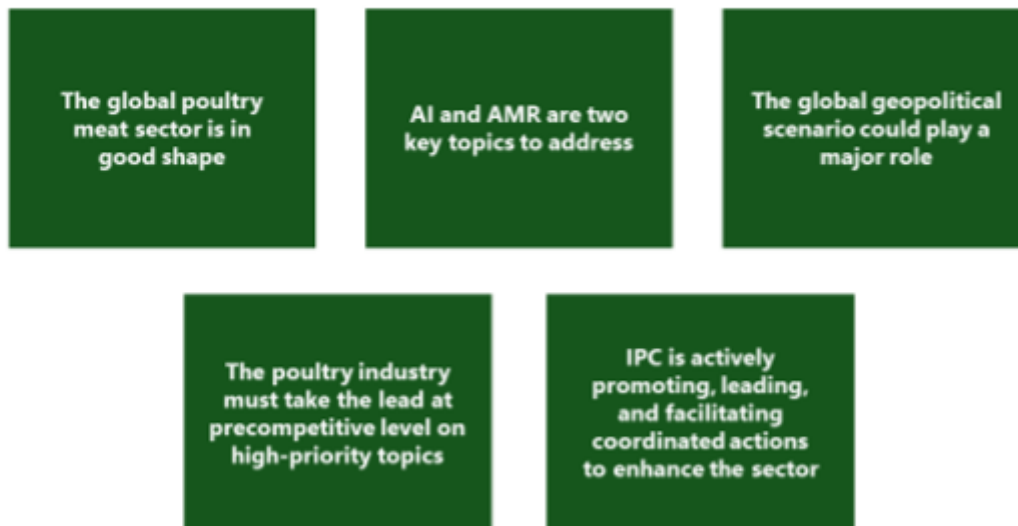 The global poultry
meat sector is in
good shape
AI and AMR are two
key topics to address
The global geopolitical
scenario could play a
major role
The poultry industry
must take the lead at
precompetitive level on
high-priority topics
IPC is actively
promoting, leading,
and facilitating
coordinated actions
to enhance the sector